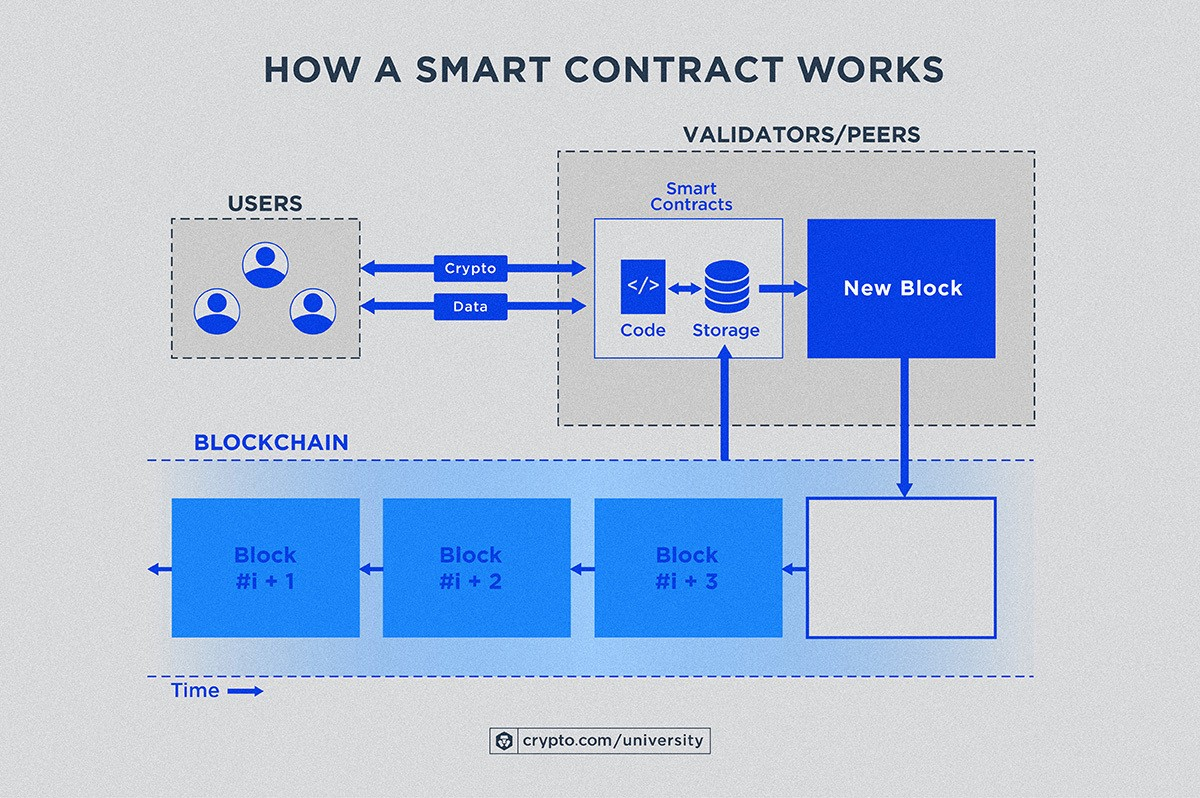 HOW A SMART CONTRACT WORKS
VALIDATORS/PEERS
USERS
Smart
Contracts
Crypto
Data
</>
Code
Storage
New Block
BLOCKCHAIN
Block
#i + 1
Block
#i + 2
Block
#i + 3
Time
crypto.com/university